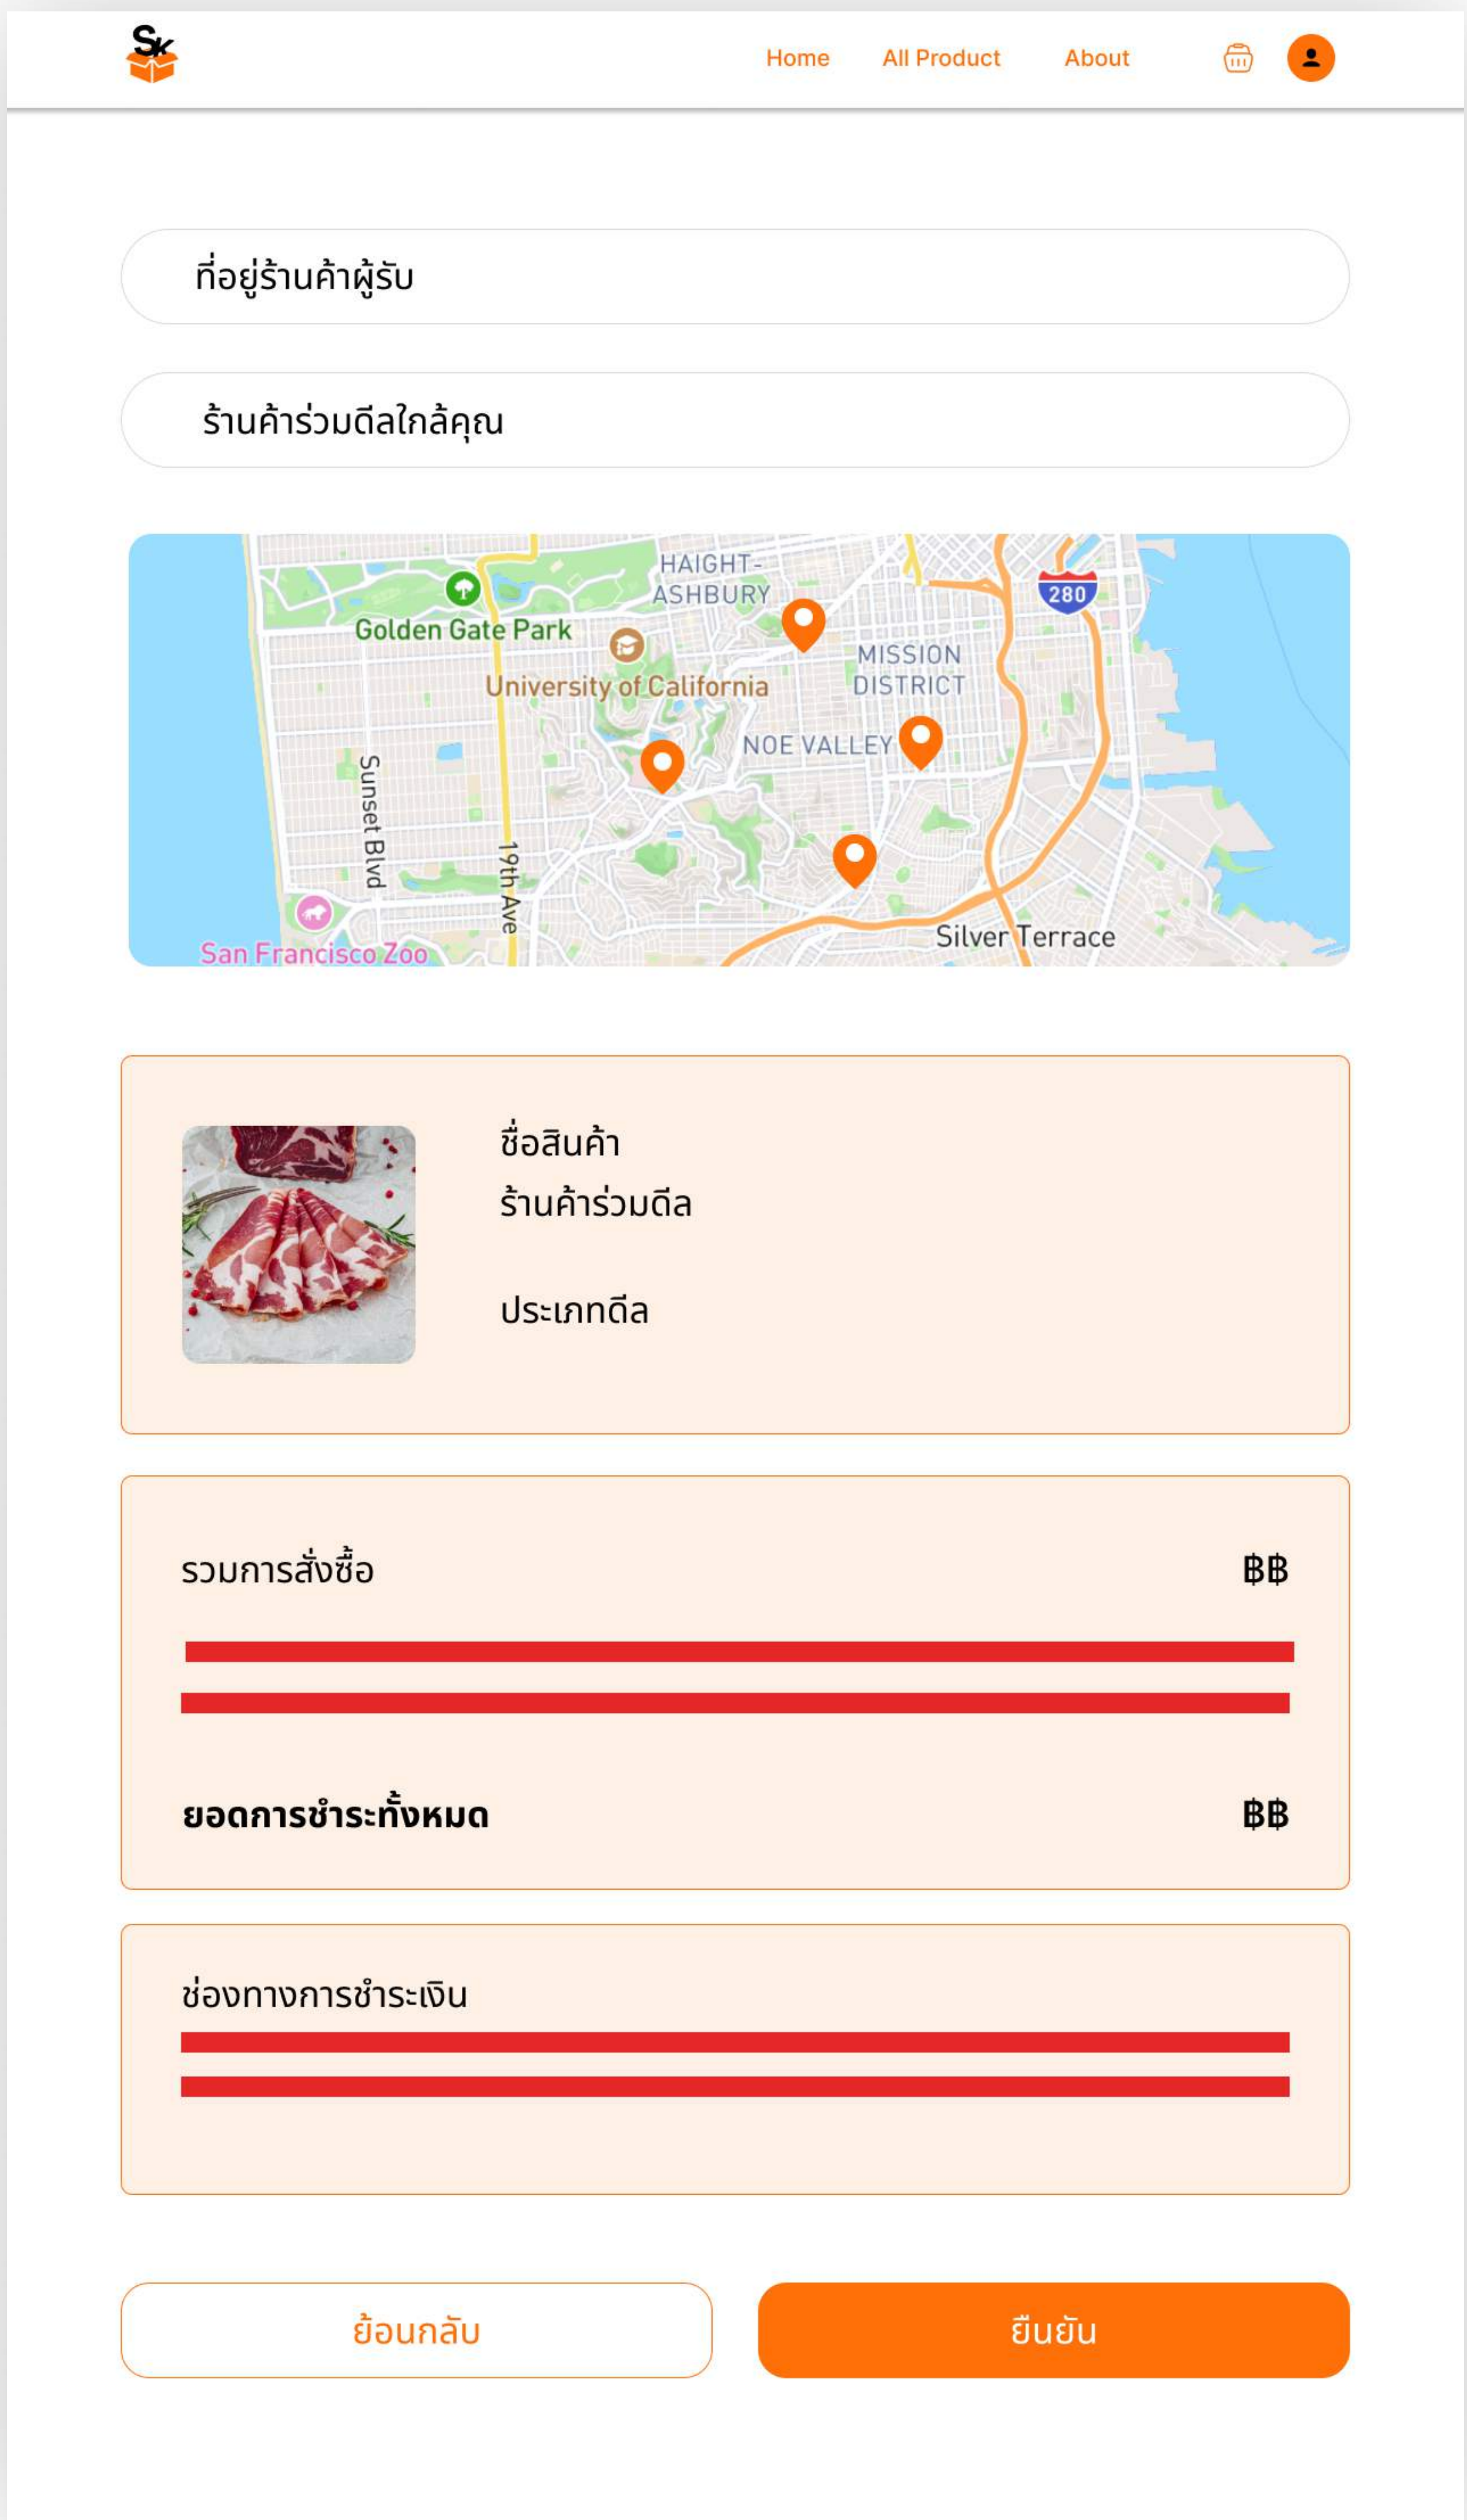 Sk
Home
All Product
About
ที่อยู่ร้านค้าผู้รับ
ร้านค้าร่วมดีลใกล้คุณ
HAIGHT-
ASHBURY
280
Golden Gate Park
MISSION
DISTRICT
University of California
NOE VALLEY
Sunset Blvd
19th Ave
Silver Terrace
San Francisco Zoo
ชื่อสินค้า
ร้านค้าร่วมดีล
ประเภทดีล
รวมการสั่งซื้อ
฿฿
ยอดการชำระทั้งหมด
฿฿
ช่องทางการชำระเงิน
ย้อนกลับ
ยืนยัน